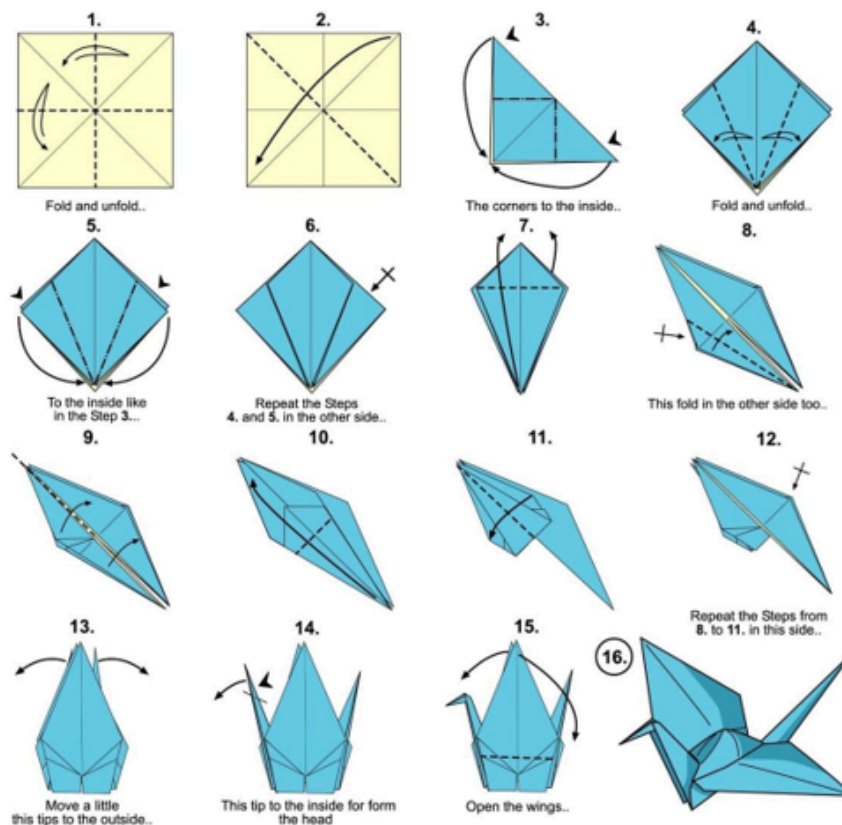 1.
2.
3.
4.
Fold and unfold..
The corners to the inside..
Fold and unfold..
5.
6.
7.
8.
To the inside like
in the Step 3...
Repeat the Steps
4. and 5. in the other side..
This fold in the other side too..
9.
10.
11.
12.
Repeat the Steps from
8. to 11. in this side..
13.
14.
15.
16.
Move a little
this tips to the outside..
This tip to the inside for form
the head
Open the wings..